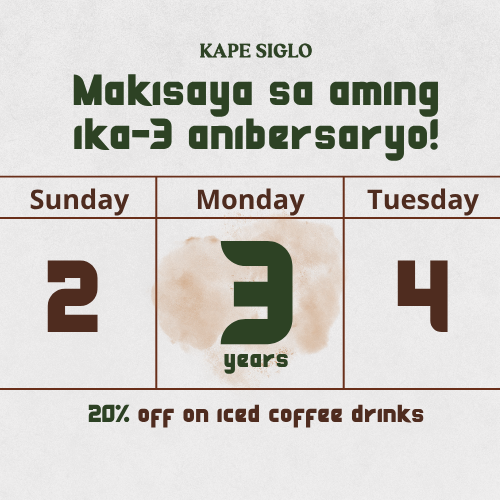 KAPE SIGLO
Makisaya sa aming
ika-3 anibersaryo!
Sunday Monday Tuesday
2 3 4
years
20% off on iced coffee drinks